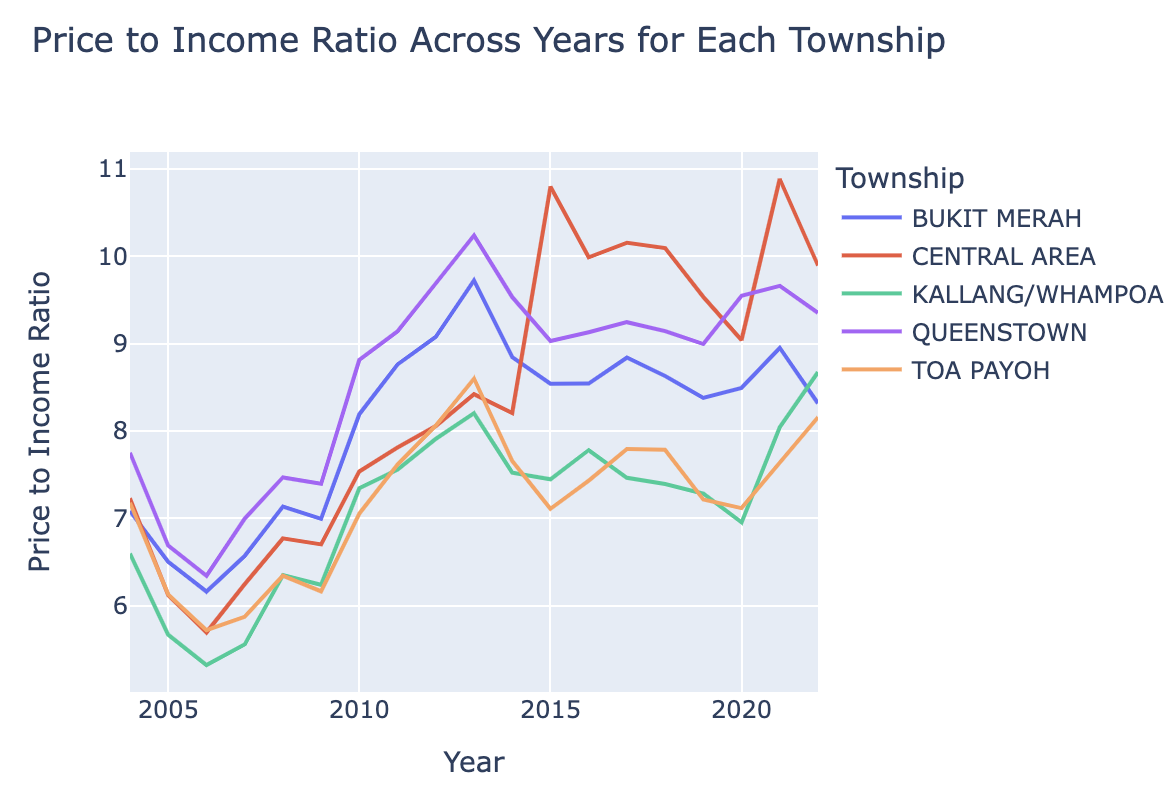 Price to Income Ratio Across Years for Each Township
Price to Income Ratio
11
10
9
8
7
6
2005
2010
2015
2020
Year
Township
BUKIT MERAH
CENTRAL AREA
KALLANG/WHAMPOA
QUEENSTOWN
TOA PAYOH